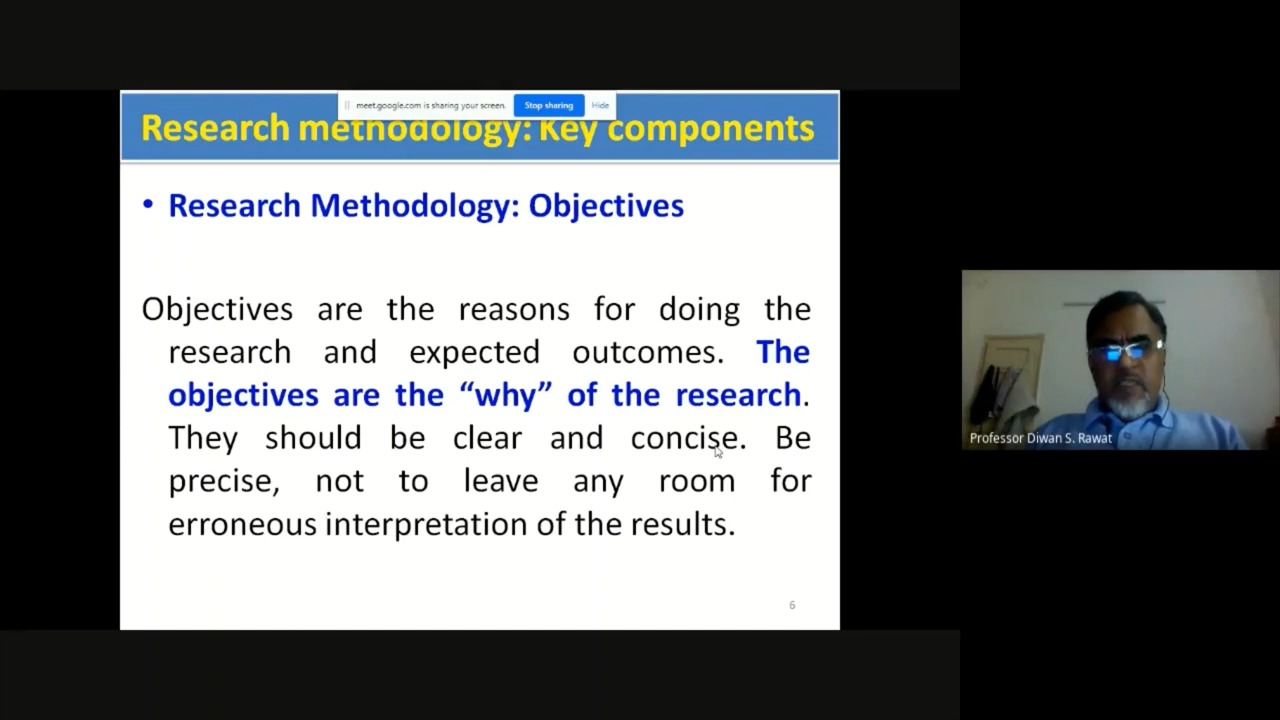 meet.google.com is sharing your screen. Stop sharing Hide
Research methodology: Key components
• Research Methodology: Objectives
Objectives are the reasons for doing the
research and expected outcomes. The
objectives are the “why” of the research.
They should be clear and concise. Be
precise, not to leave any room for
erroneous interpretation of the results.
6
Professor Diwan S. Rawat